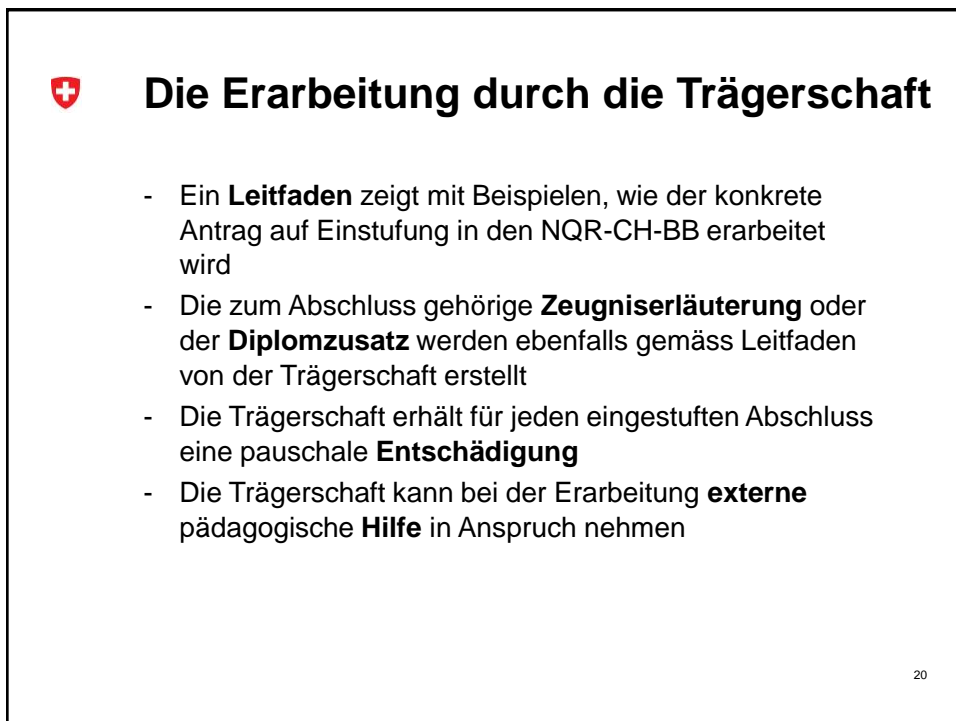 Die Erarbeitung durch die Trägerschaft
- Ein Leitfaden zeigt mit Beispielen, wie der konkrete
Antrag auf Einstufung in den NQR-CH-BB erarbeitet
wird
- Die zum Abschluss gehörige Zeugniserläuterung oder
der Diplomzusatz werden ebenfalls gemäss Leitfaden
von der Trägerschaft erstellt
- Die Trägerschaft erhält für jeden eingestuften Abschluss
eine pauschale Entschädigung
- Die Trägerschaft kann bei der Erarbeitung externe
pädagogische Hilfe in Anspruch nehmen
20